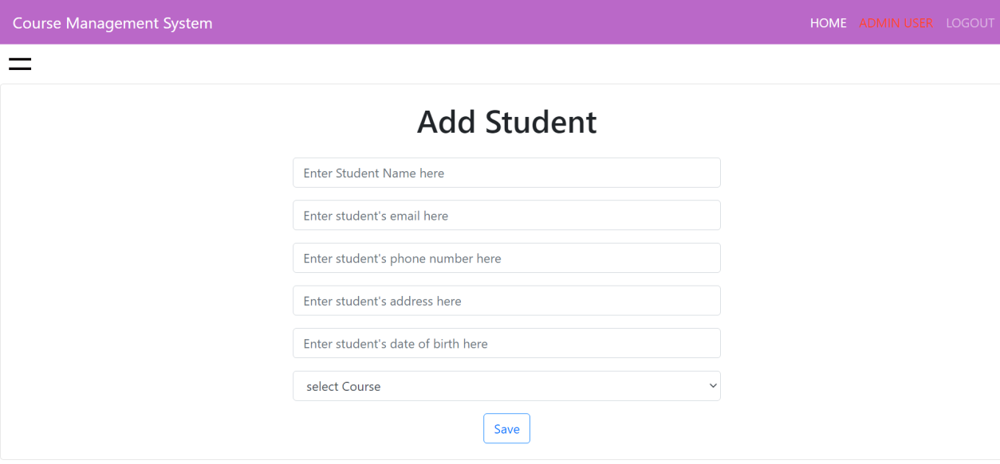 Course Management System
HOME ADMIN USER LOGOUT
Add Student
Enter Student Name here
Enter student's email here
Enter student's phone number here
Enter student's address here
Enter student's date of birth here
select Course
Save